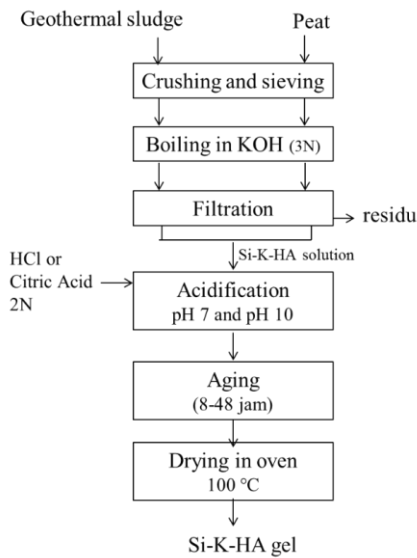 Geothermal sludge
Peat
Crushing and sieving
Boiling in KOH (3N)
Filtration
residu
Si-K-HA solution
HCl or
Citric Acid
2N
Acidification
pH 7 and pH 10
Aging
(8-48 jam)
Drying in oven
100 °C
Si-K-HA gel